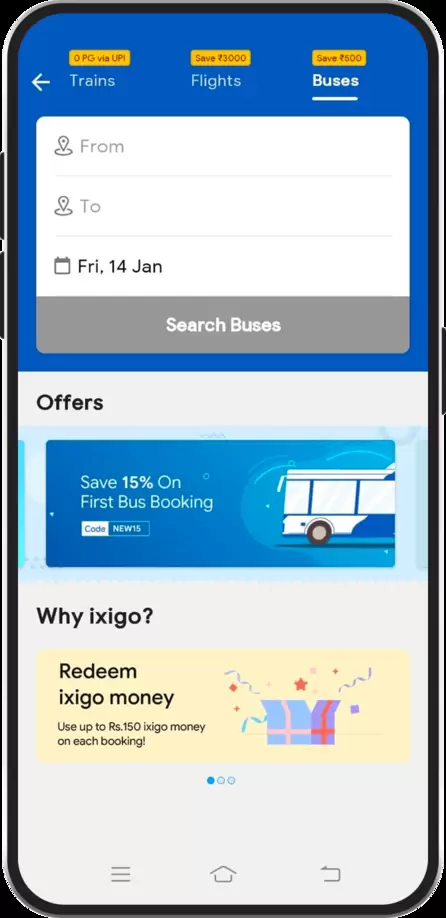 0 PG via UPI
Save ₹3000
Save ₹500
Trains
Flights
Buses
From
To
Fri, 14 Jan
Search Buses
Offers
Save 15% On
First Bus Booking
Code NEW15
Why ixigo?
Redeem
ixigo money
Use up to Rs.150 ixigo money
on each booking!